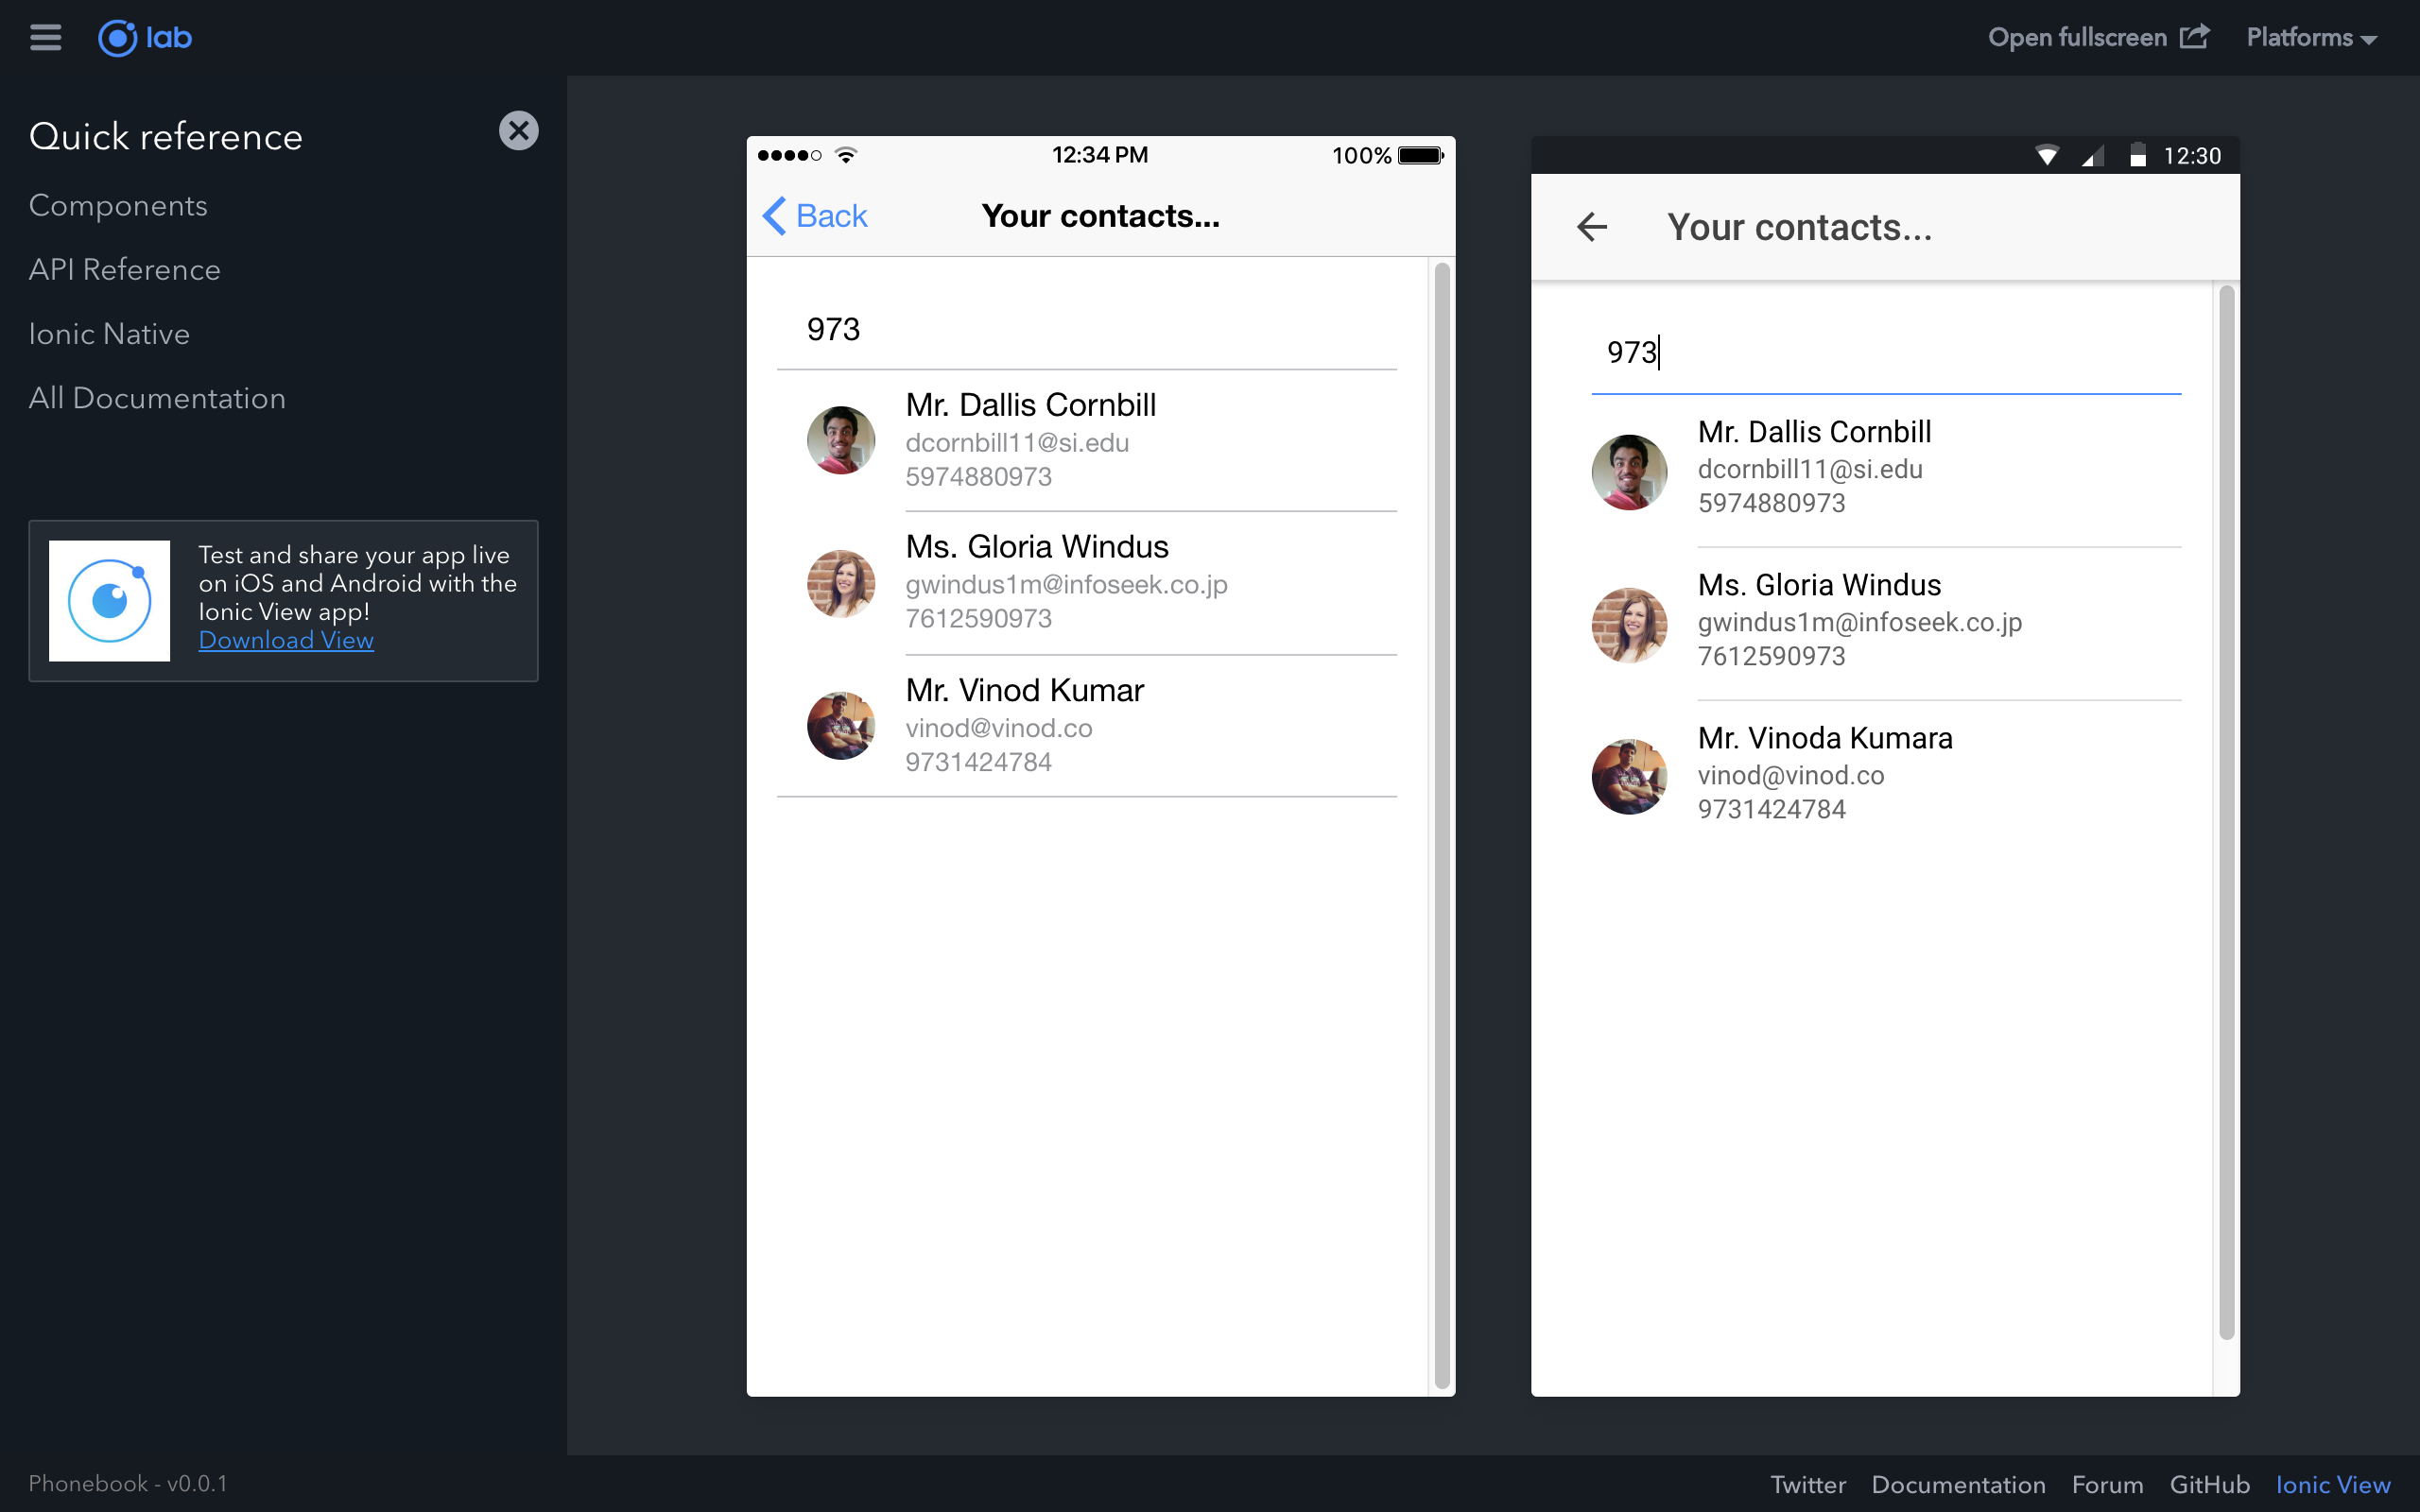 lab
Open fullscreen
Platforms
Quick reference
Components
API Reference
Ionic Native
All Documentation
Test and share your app live
on iOS and Android with the
Ionic View app!
Download View
12:34 PM
100%
Back
Your contacts...
973
Mr. Dallis Cornbill
dcornbill11@si.edu
5974880973
Ms. Gloria Windus
gwindus1m@infoseek.co.jp
7612590973
Mr. Vinod Kumar
vinod@vinod.co
9731424784
12:30
Your contacts...
973
Mr. Dallis Cornbill
dcornbill11@si.edu
5974880973
Ms. Gloria Windus
gwindus1m@infoseek.co.jp
7612590973
Mr. Vinoda Kumara
vinod@vinod.co
9731424784
Phonebook - v0.0.1
Twitter
Documentation
Forum
GitHub
Ionic View